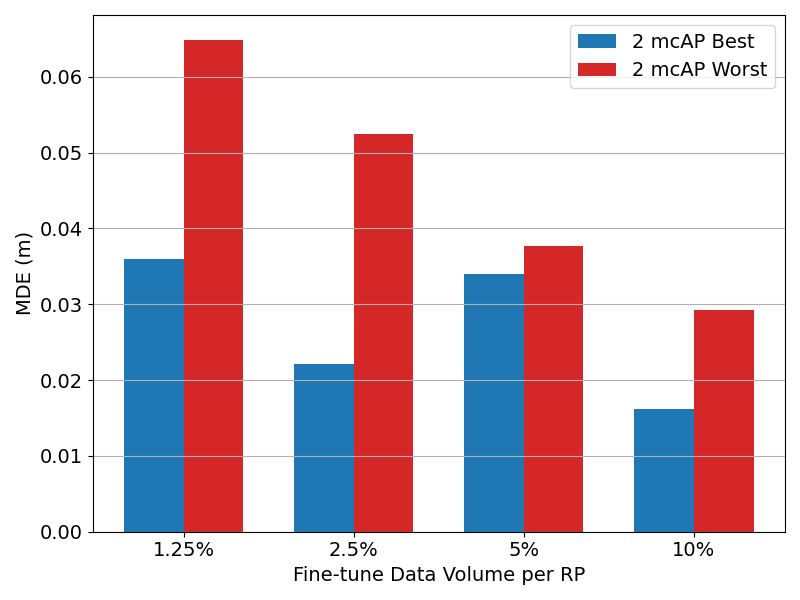 2 mcAP Best
2 mcAP Worst
MDE (m)
0.06
0.05
0.04
0.03
0.02
0.01
0.00
1.25% 2.5% 5% 10%
Fine-tune Data Volume per RP